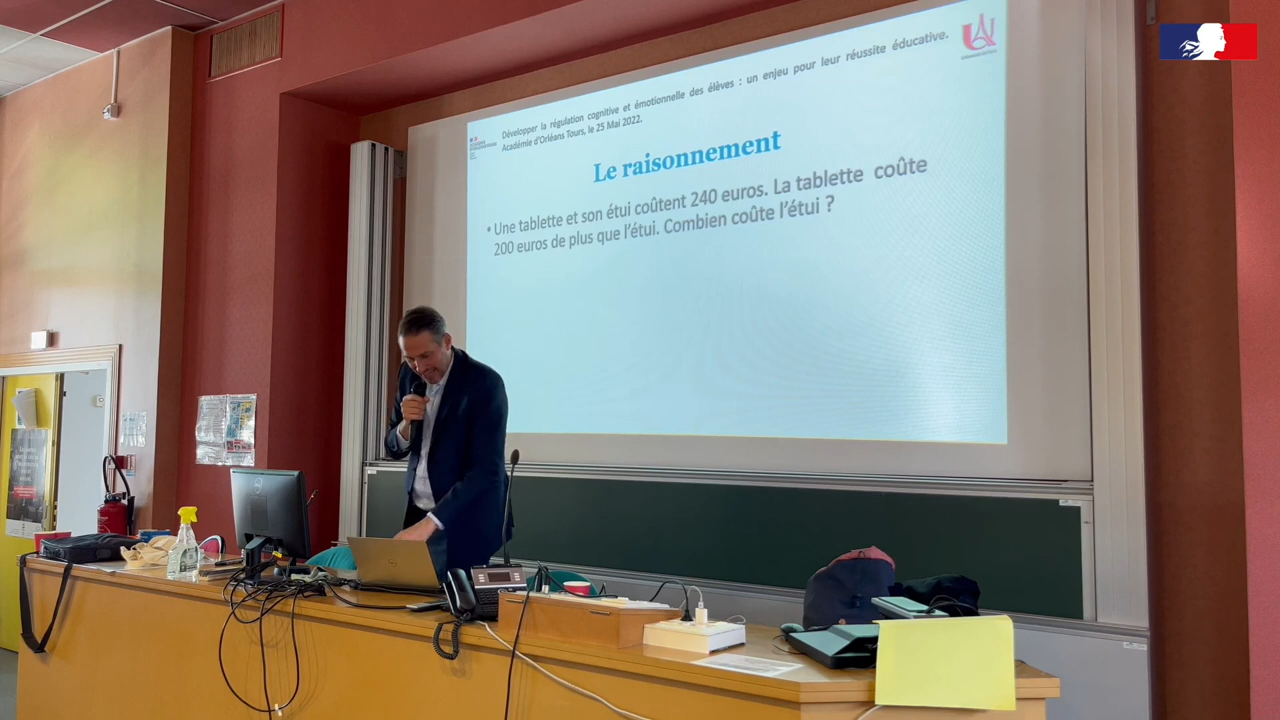 Développer la régulation cognitive et émotionnelle des élèves : un enjeu pour leur réussite éducative.
Académie d'Orléans Tours, le 25 Mai 2022.
Le raisonnement
• Une tablette et son étui coûtent 240 euros. La tablette coûte
200 euros de plus que l'étui. Combien coûte l'étui ?